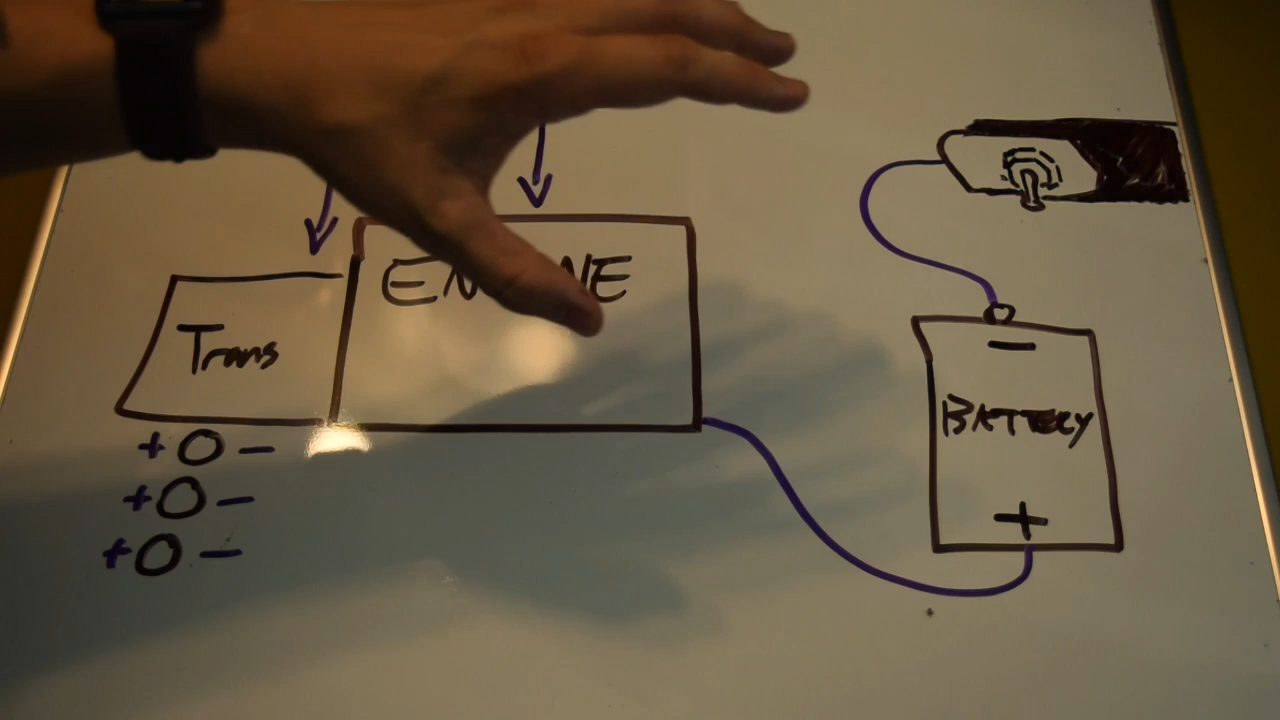 Trans
−
BATTERY
+
+ O −
+ O −
+ O −